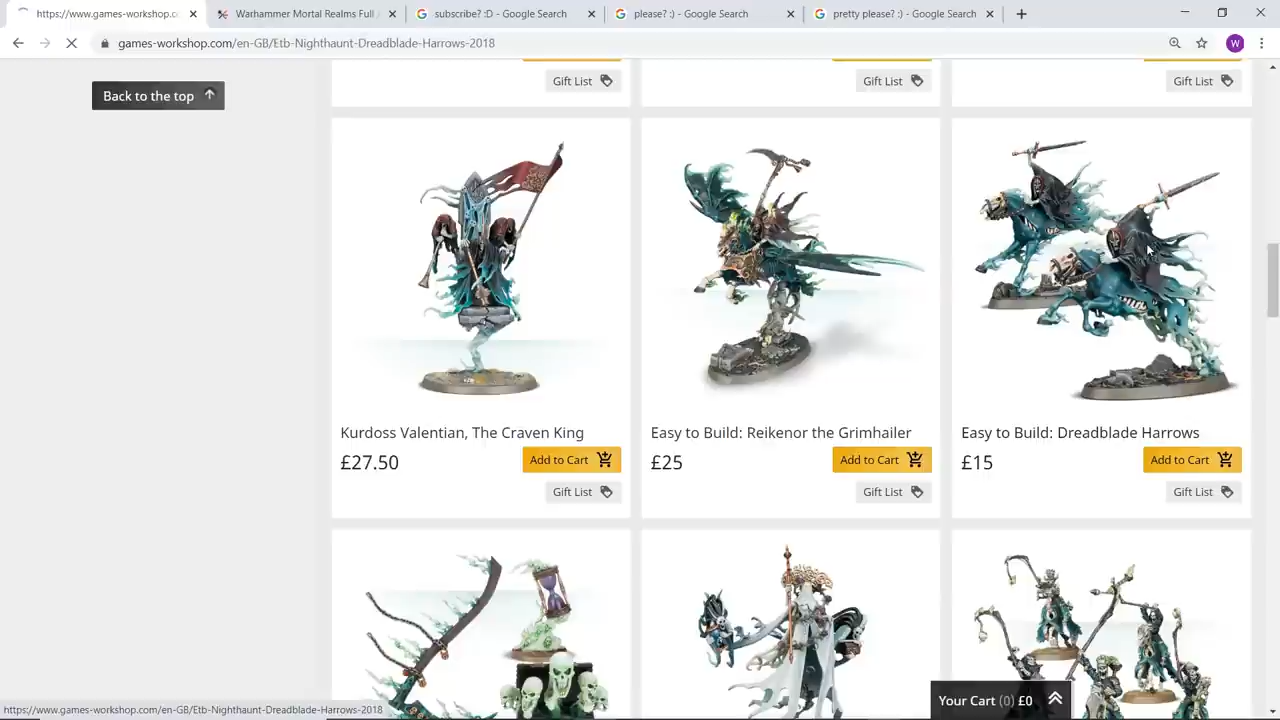 https://www.games-workshop.c
Warhammer Mortal Realms Full
subscribe? :D - Google Search
please? :) - Google Search
pretty please? :) - Google Search
games-workshop.com/en-GB/Etb-Nighthaunt-Dreadblade-Harrows-2018
W
Back to the top
Gift List
Gift List
Gift List
Kurdoss Valentian, The Craven King
£27.50
Add to Cart
Gift List
Easy to Build: Reikenor the Grimhailer
£25
Add to Cart
Gift List
Easy to Build: Dreadblade Harrows
£15
Add to Cart
Gift List
Your Cart (0) £0
https://www.games-workshop.com/en-GB/Etb-Nighthaunt-Dreadblade-Harrows-2018